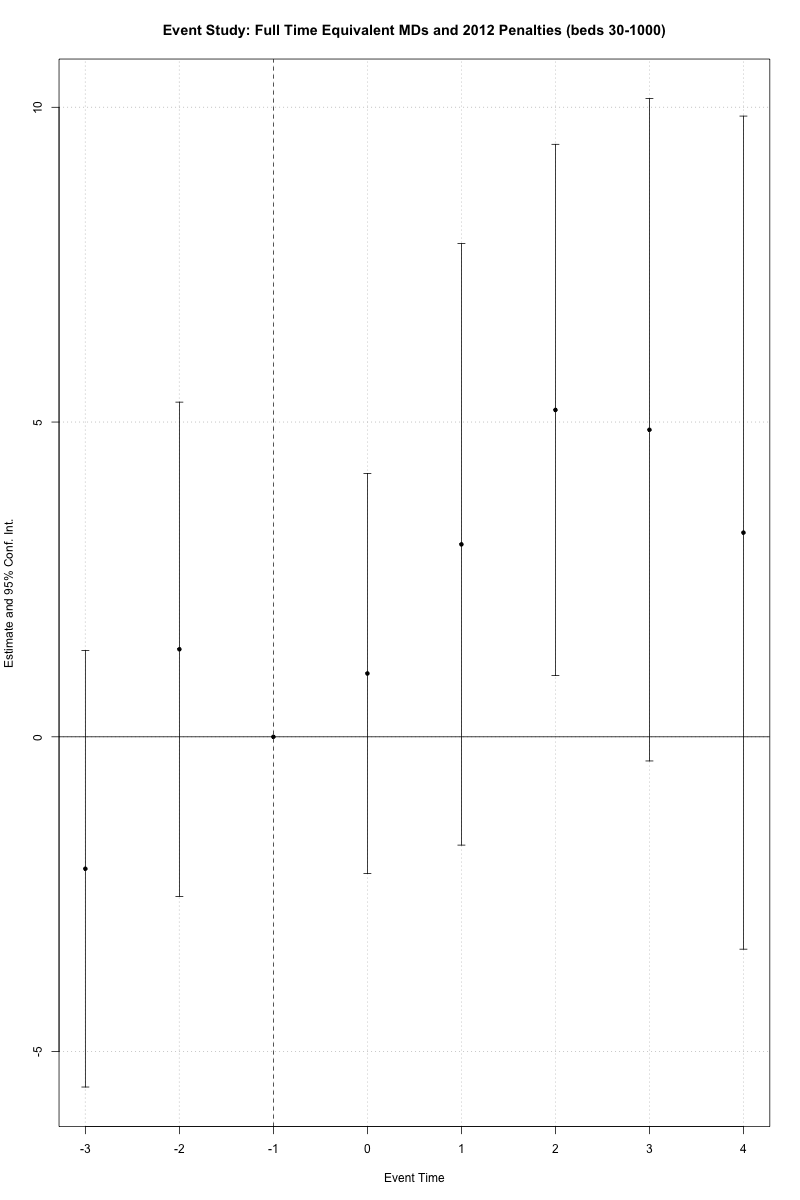 Event Study: Full Time Equivalent MDs and 2012 Penalties (beds 30-1000)
10
5
0
-5
Estimate and 95% Conf. Int.
-3 -2 -1 0 1 2 3 4
Event Time